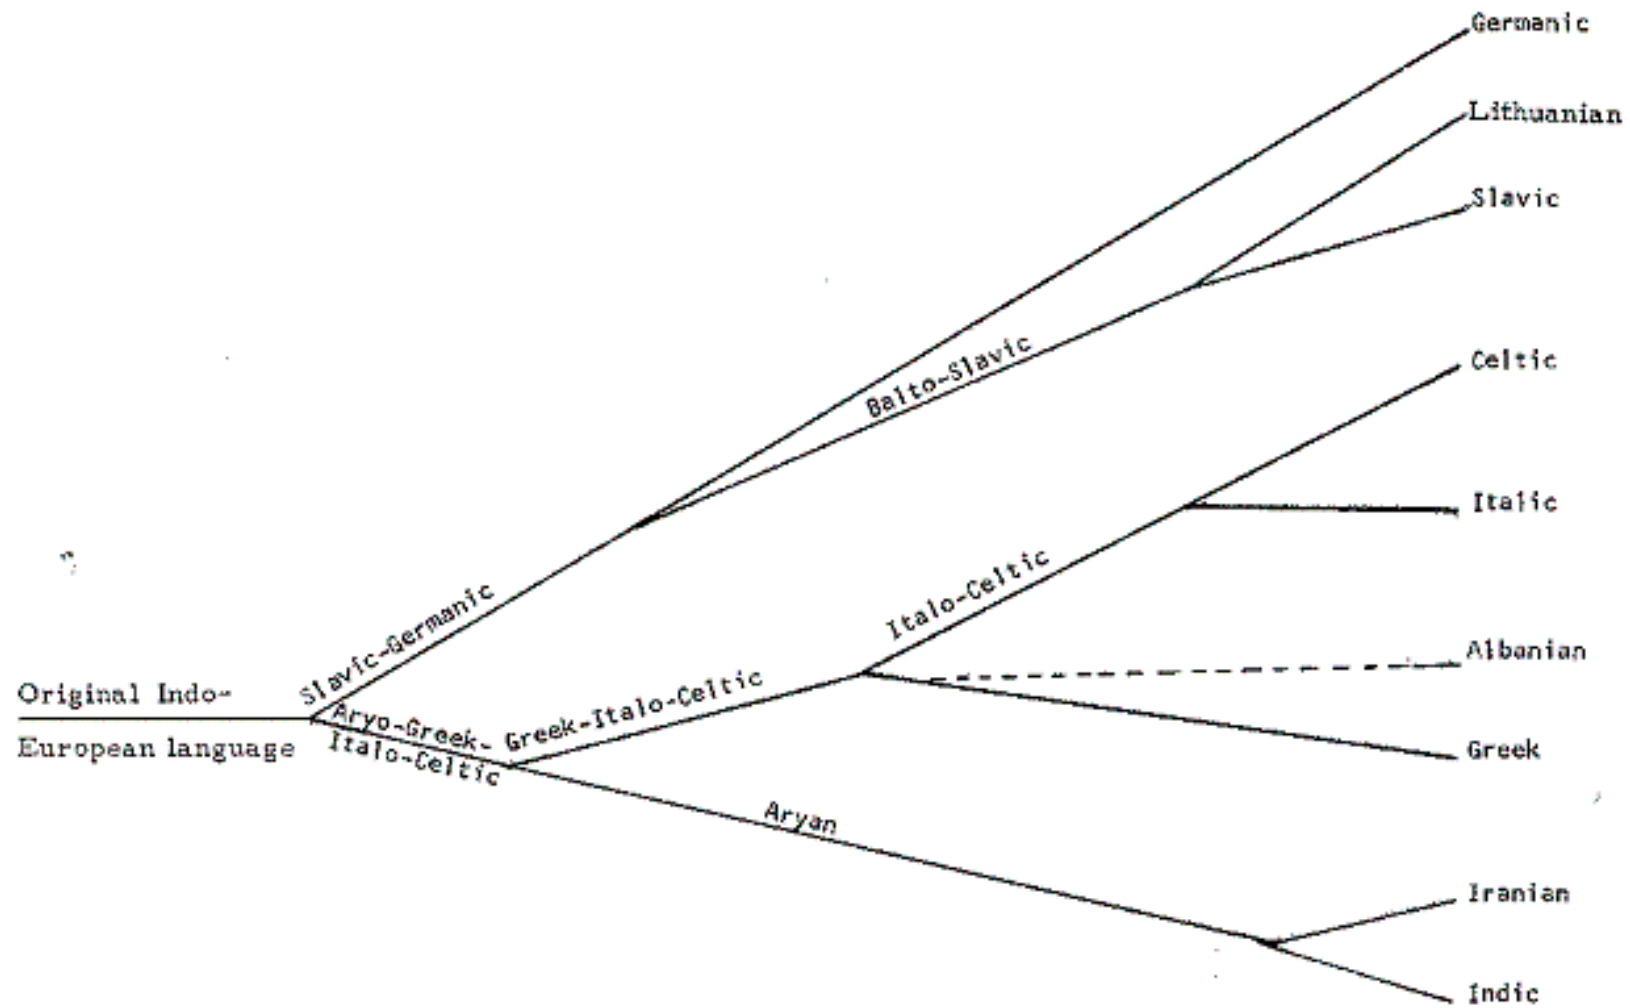 Germanic
Lithuanian
Slavic
Balto-Slavic
Celtic
Italic
Italo-Celtic
Slavic-Germanic
Albanian
Original Indo-
European language
Aryo-Greek-
Italo-Celtic
Greek-Italo-Celtic
Greek
Aryan
Iranian
Indic